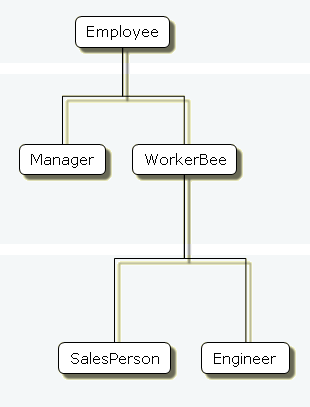 Employee
Manager
WorkerBee
SalesPerson
Engineer